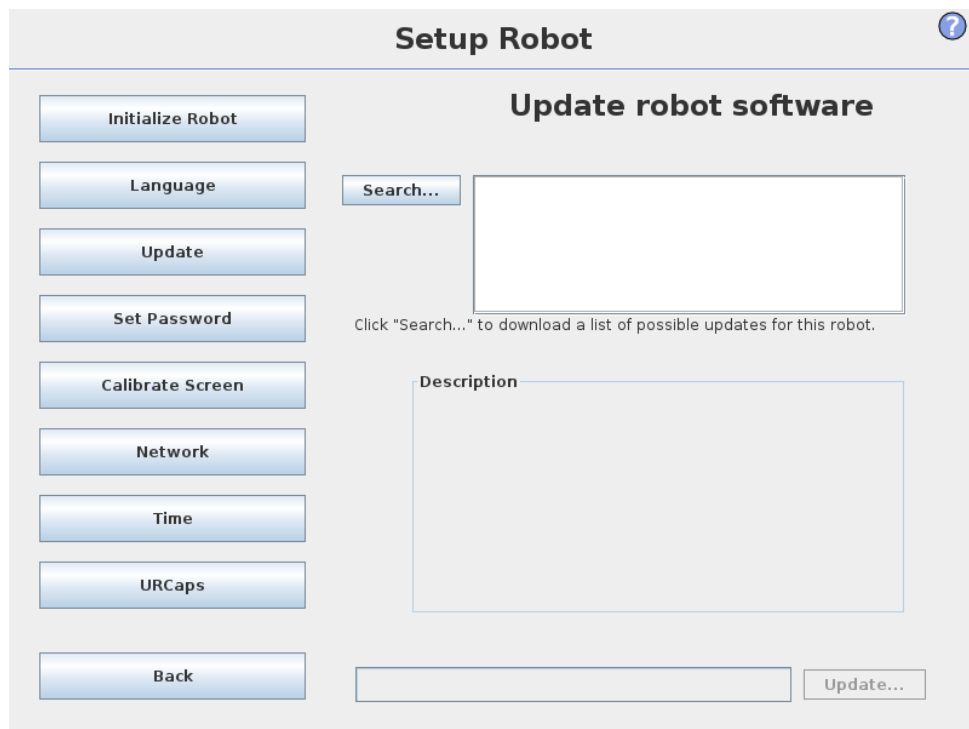 Setup Robot
?
Initialize Robot
Language
Update
Set Password
Calibrate Screen
Network
Time
URCaps
Back
Update robot software
Search...
Click "Search..." to download a list of possible updates for this robot.
Description
Update...